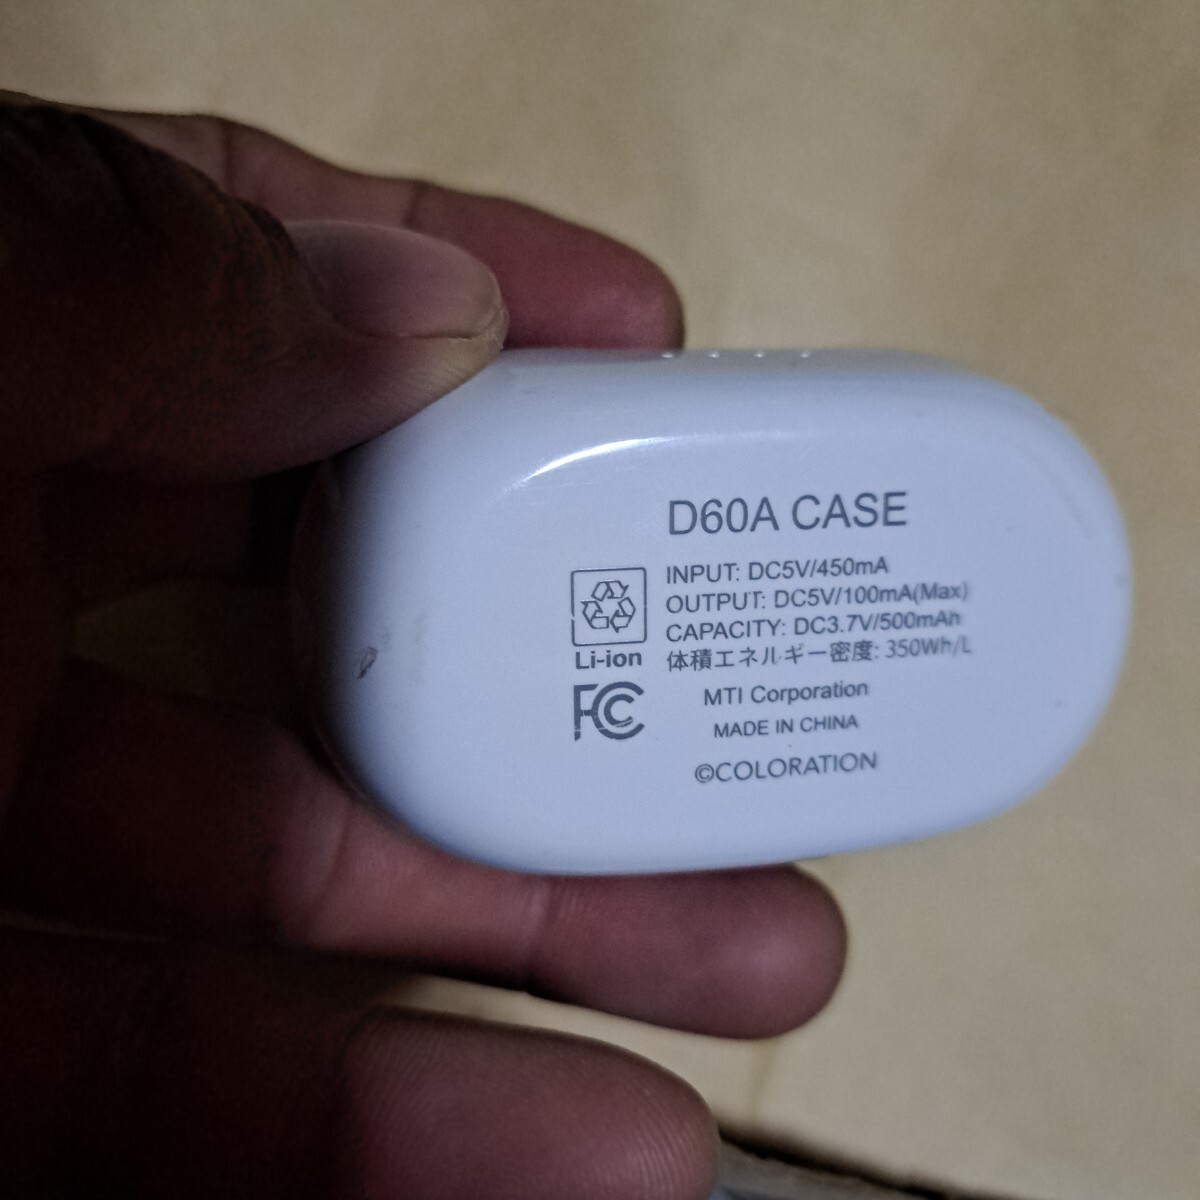 D60A CASE
INPUT: DC5V/450mA
OUTPUT: DC5V/100mA(Max)
CAPACITY: DC3.7V/500mAh
体積エネルギー密度: 350Wh/L
Li-ion
FC
MTI Corporation
MADE IN CHINA
©COLORATION